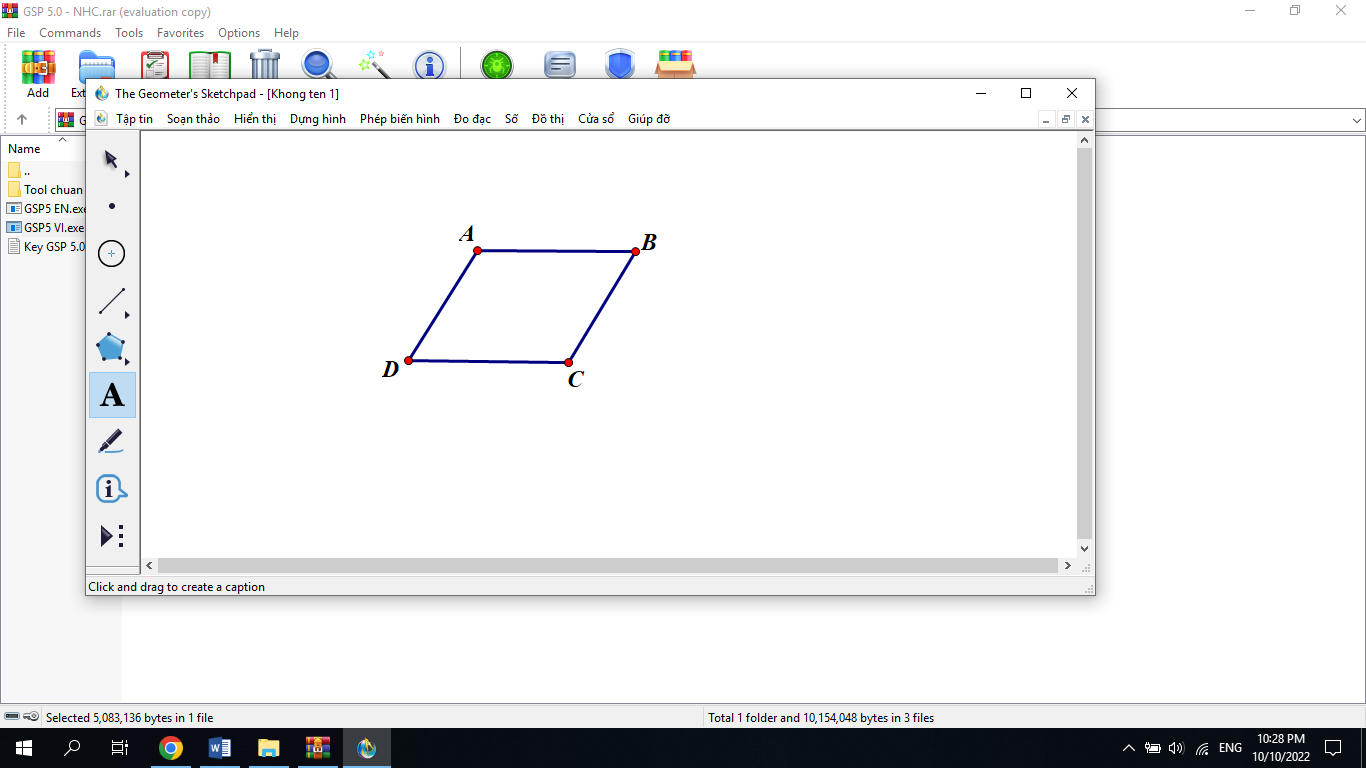 GSP 5.0 - NHC.rar (evaluation copy)
File Commands Tools Favorites Options Help
Add
The Geometer's Sketchpad - [Khong ten 1]
Tập tin Soạn thảo Hiển thị Dựng hình Phép biến hình Đo đạc Số Đồ thị Cửa sổ Giúp đỡ
Name
..
Tool chuan
GSP5 EN.exe
GSP5 VI.exe
Key GSP 5.0
A
B
D
C
A
Click and drag to create a caption
Selected 5,083,136 bytes in 1 file
Total 1 folder and 10,154,048 bytes in 3 files
ENG
10:28 PM
10/10/2022